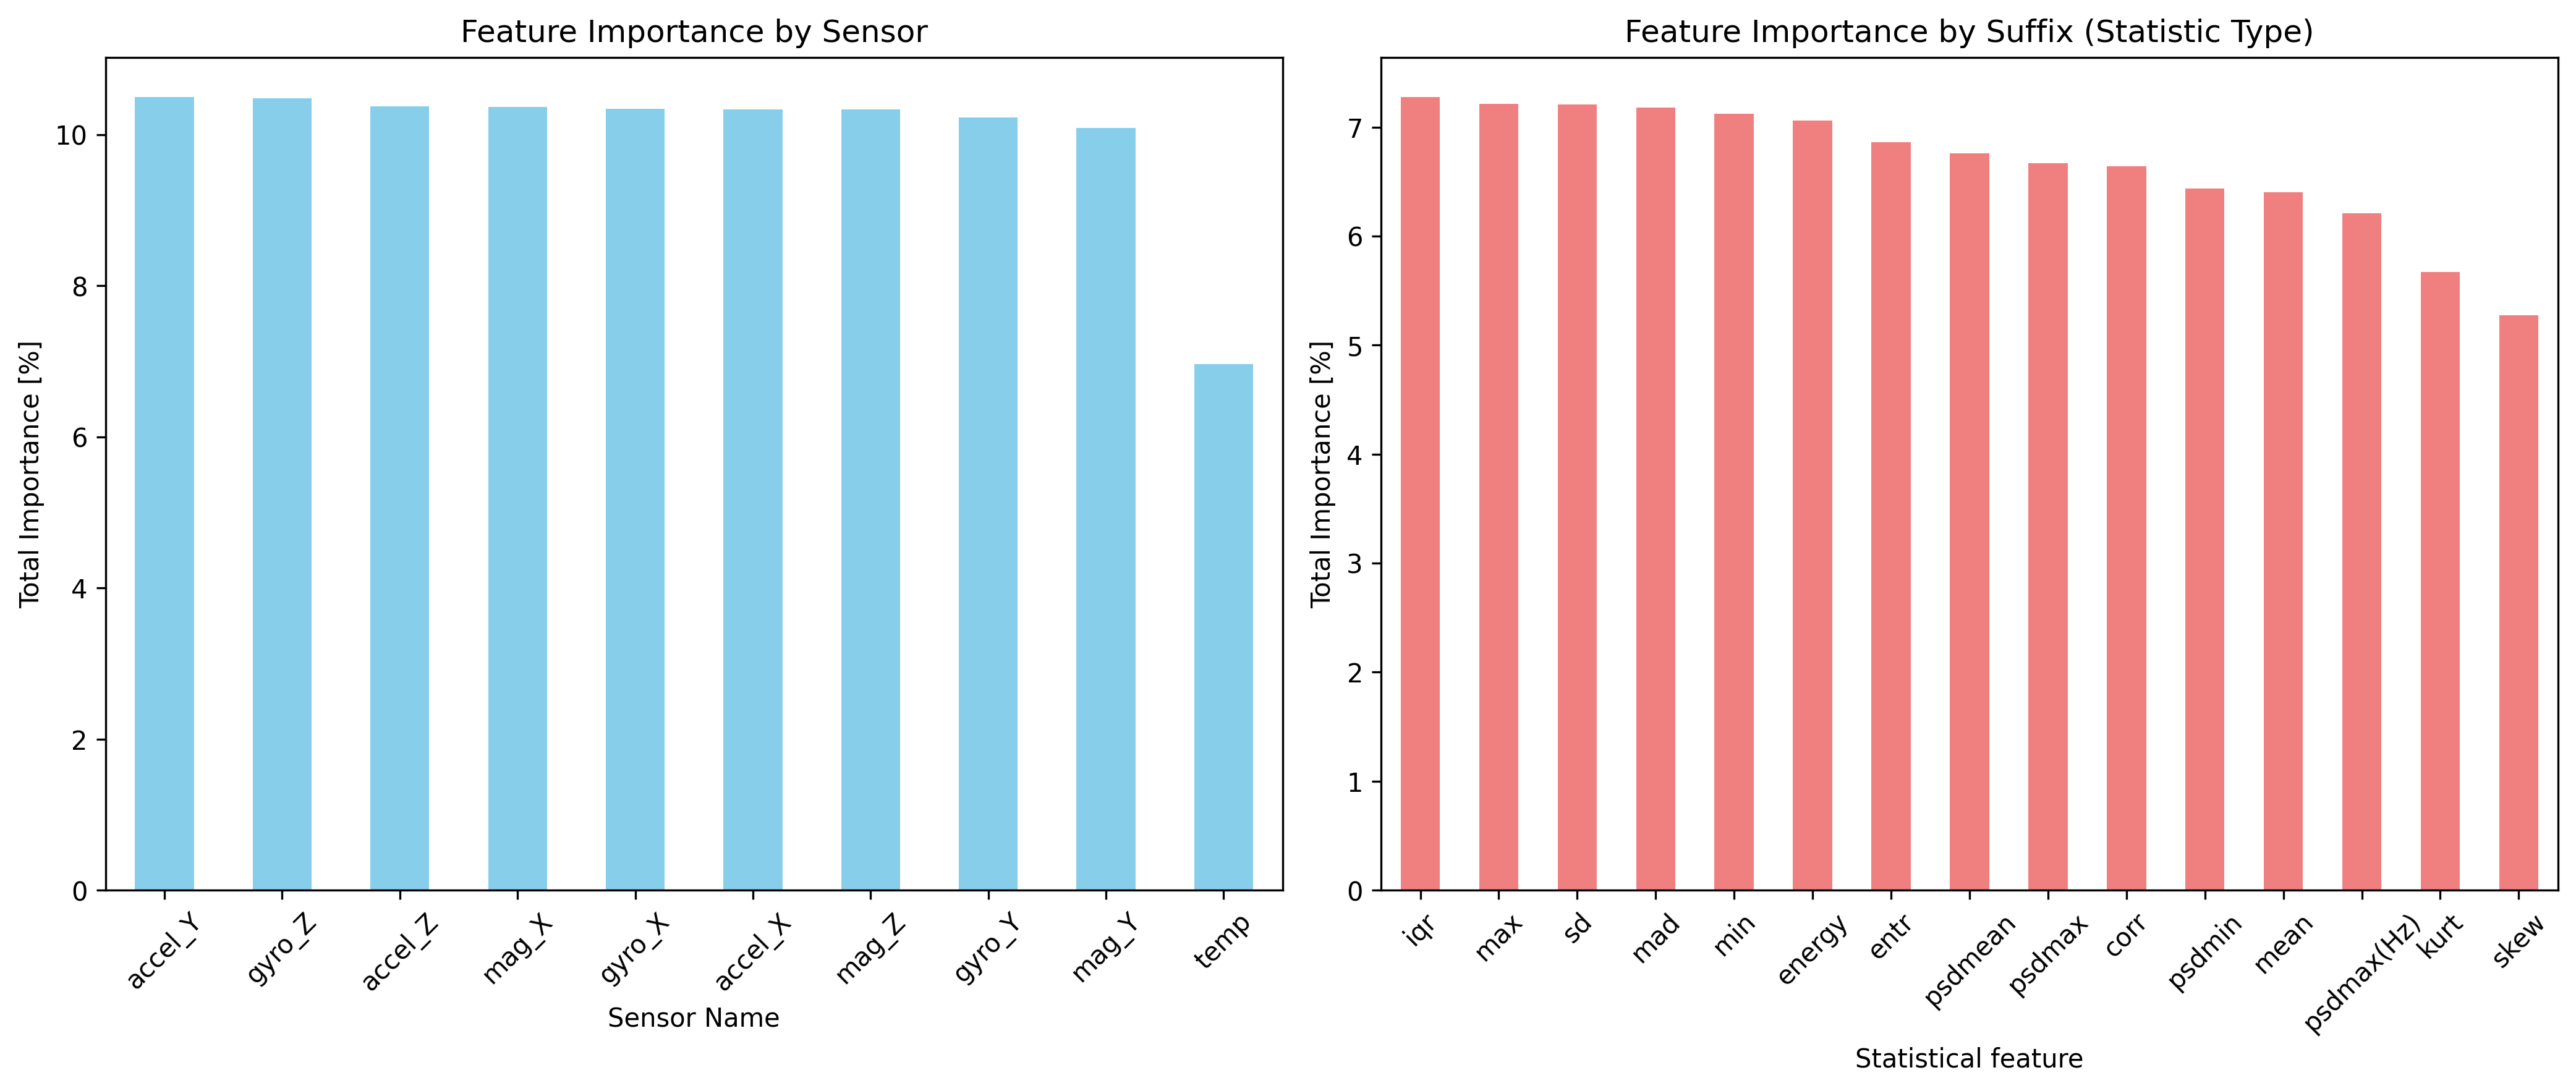 Feature Importance by Sensor
Total Importance [%]
10
8
6
4
2
0
accel_Y
gyro_Z
accel_Z
mag_X
gyro_X
accel_X
mag_Z
gyro_Y
mag_Y
temp
Sensor Name
Feature Importance by Suffix (Statistic Type)
Total Importance [%]
7
6
5
4
3
2
1
0
iqr
max
sd
mad
min
energy
entr
psdmean
psdmax
corr
psdmin
mean
psdmax(Hz)
kurt
skew
Statistical feature